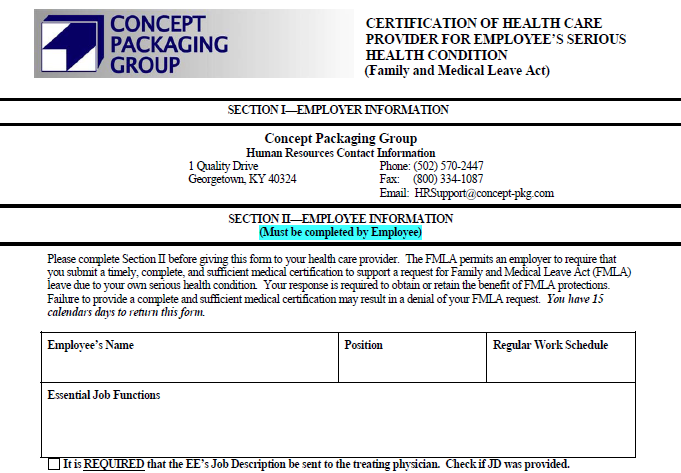 CONCEPT
PACKAGING
GROUP
CERTIFICATION OF HEALTH CARE
PROVIDER FOR EMPLOYEE'S SERIOUS
HEALTH CONDITION
(Family and Medical Leave Act)
SECTION I—EMPLOYER INFORMATION
Concept Packaging Group
Human Resources Contact Information
1 Quality Drive Phone: (502) 570-2447
Georgetown, KY 40324 Fax: (800) 334-1087
Email: HRSupport@concept-pkg.com
SECTION II—EMPLOYEE INFORMATION
(Must be completed by Employee)
Please complete Section II before giving this form to your health care provider. The FMLA permits an employer to require that
you submit a timely, complete, and sufficient medical certification to support a request for Family and Medical Leave Act (FMLA)
leave due to your own serious health condition. Your response is required to obtain or retain the benefit of FMLA protections.
Failure to provide a complete and sufficient medical certification may result in a denial of your FMLA request. You have 15
calendars days to return this form.
Employee's Name Position Regular Work Schedule
Essential Job Functions
It is REQUIRED that the EE's Job Description be sent to the treating physician. Check if JD was provided.